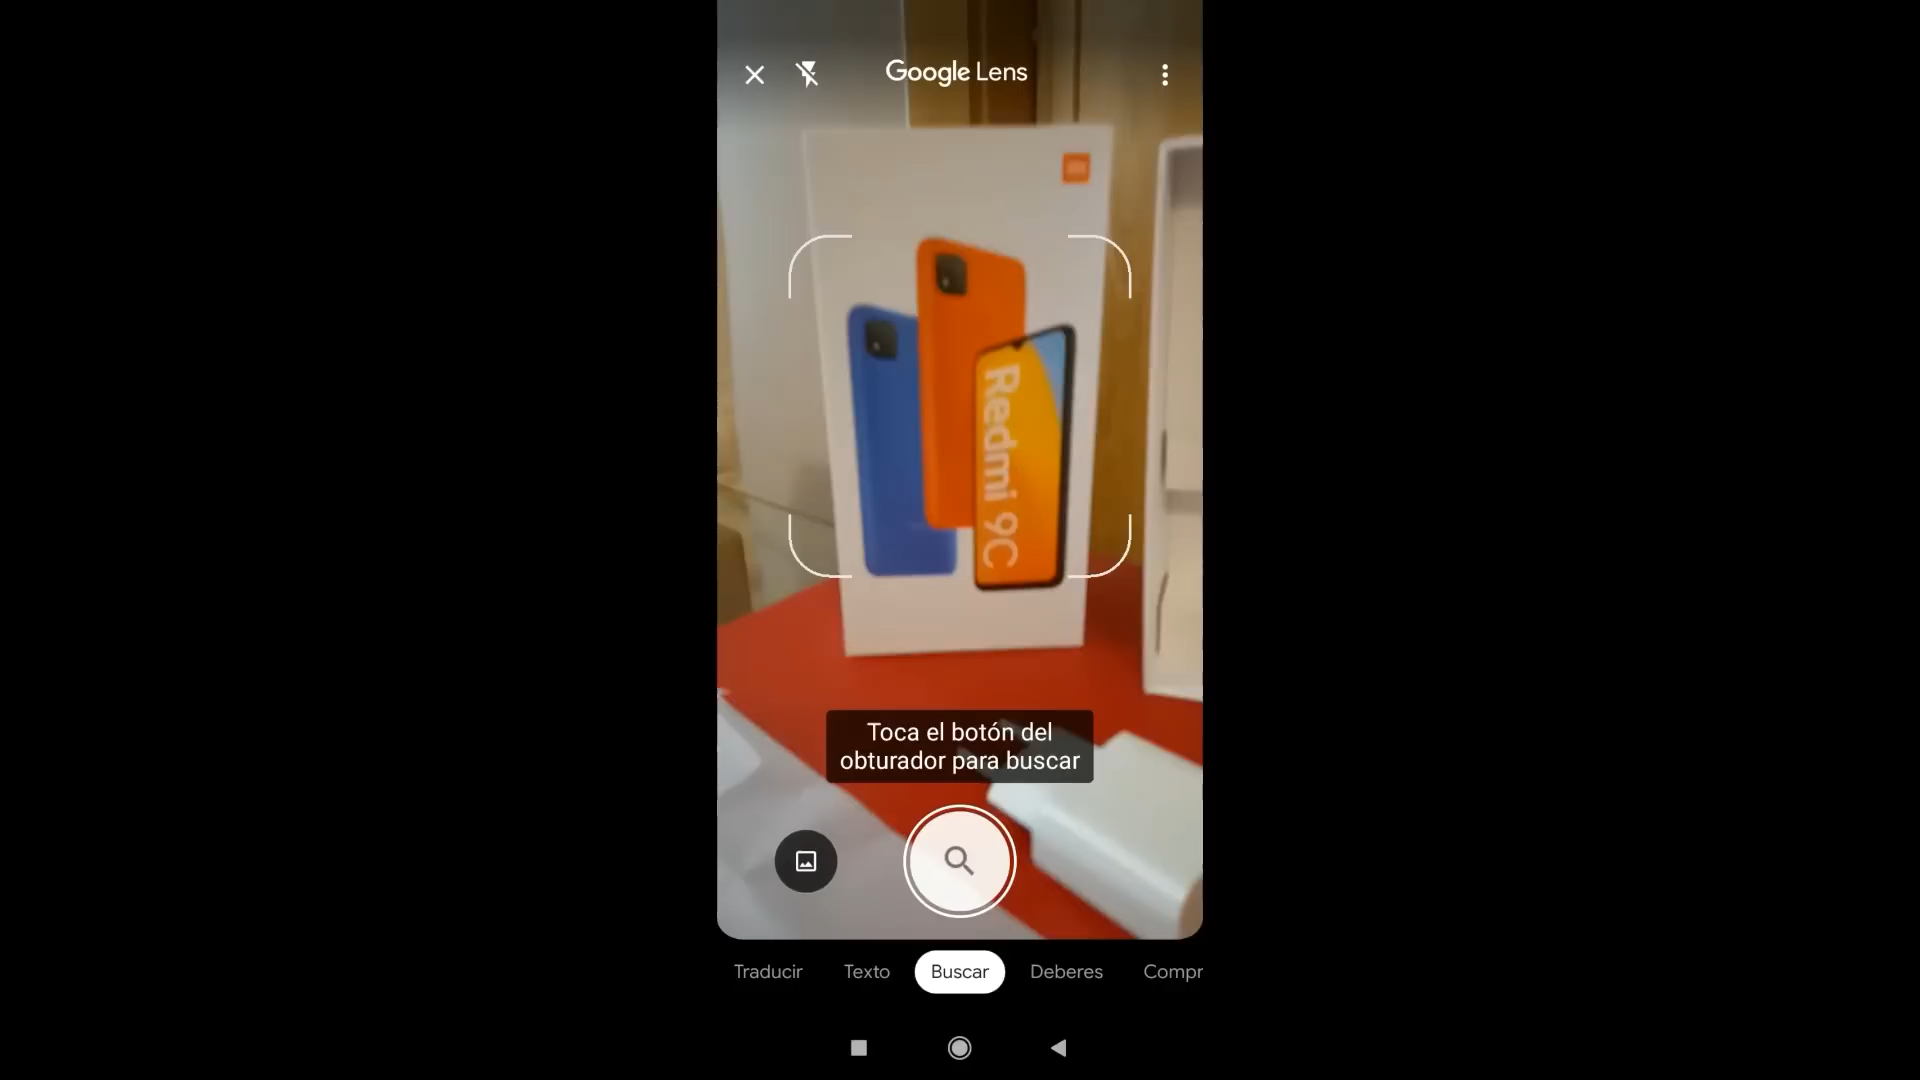 Google Lens
Redmi 9C
Toca el botón del
obturador para buscar
Traducir
Texto
Buscar
Deberes
Compr